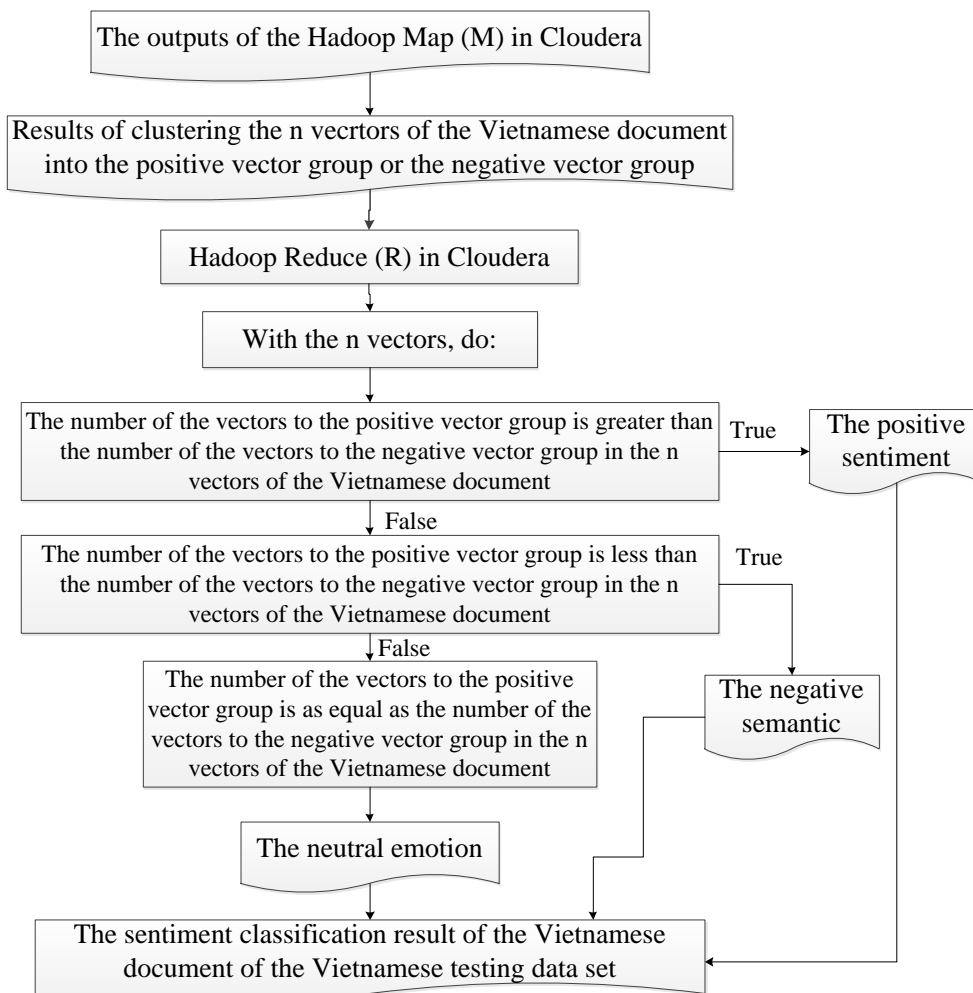 The outputs of the Hadoop Map (M) in Cloudera
Results of clustering the n vecrtors of the Vietnamese document
into the positive vector group or the negative vector group
Hadoop Reduce (R) in Cloudera
With the n vectors, do:
The number of the vectors to the positive vector group is greater than
the number of the vectors to the negative vector group in the n
vectors of the Vietnamese document
True
The positive
sentiment
False
The number of the vectors to the positive vector group is less than
the number of the vectors to the negative vector group in the n
vectors of the Vietnamese document
True
False
The number of the vectors to the positive
vector group is as equal as the number of the
vectors to the negative vector group in the n
vectors of the Vietnamese document
The negative
semantic
The neutral emotion
The sentiment classification result of the Vietnamese
document of the Vietnamese testing data set